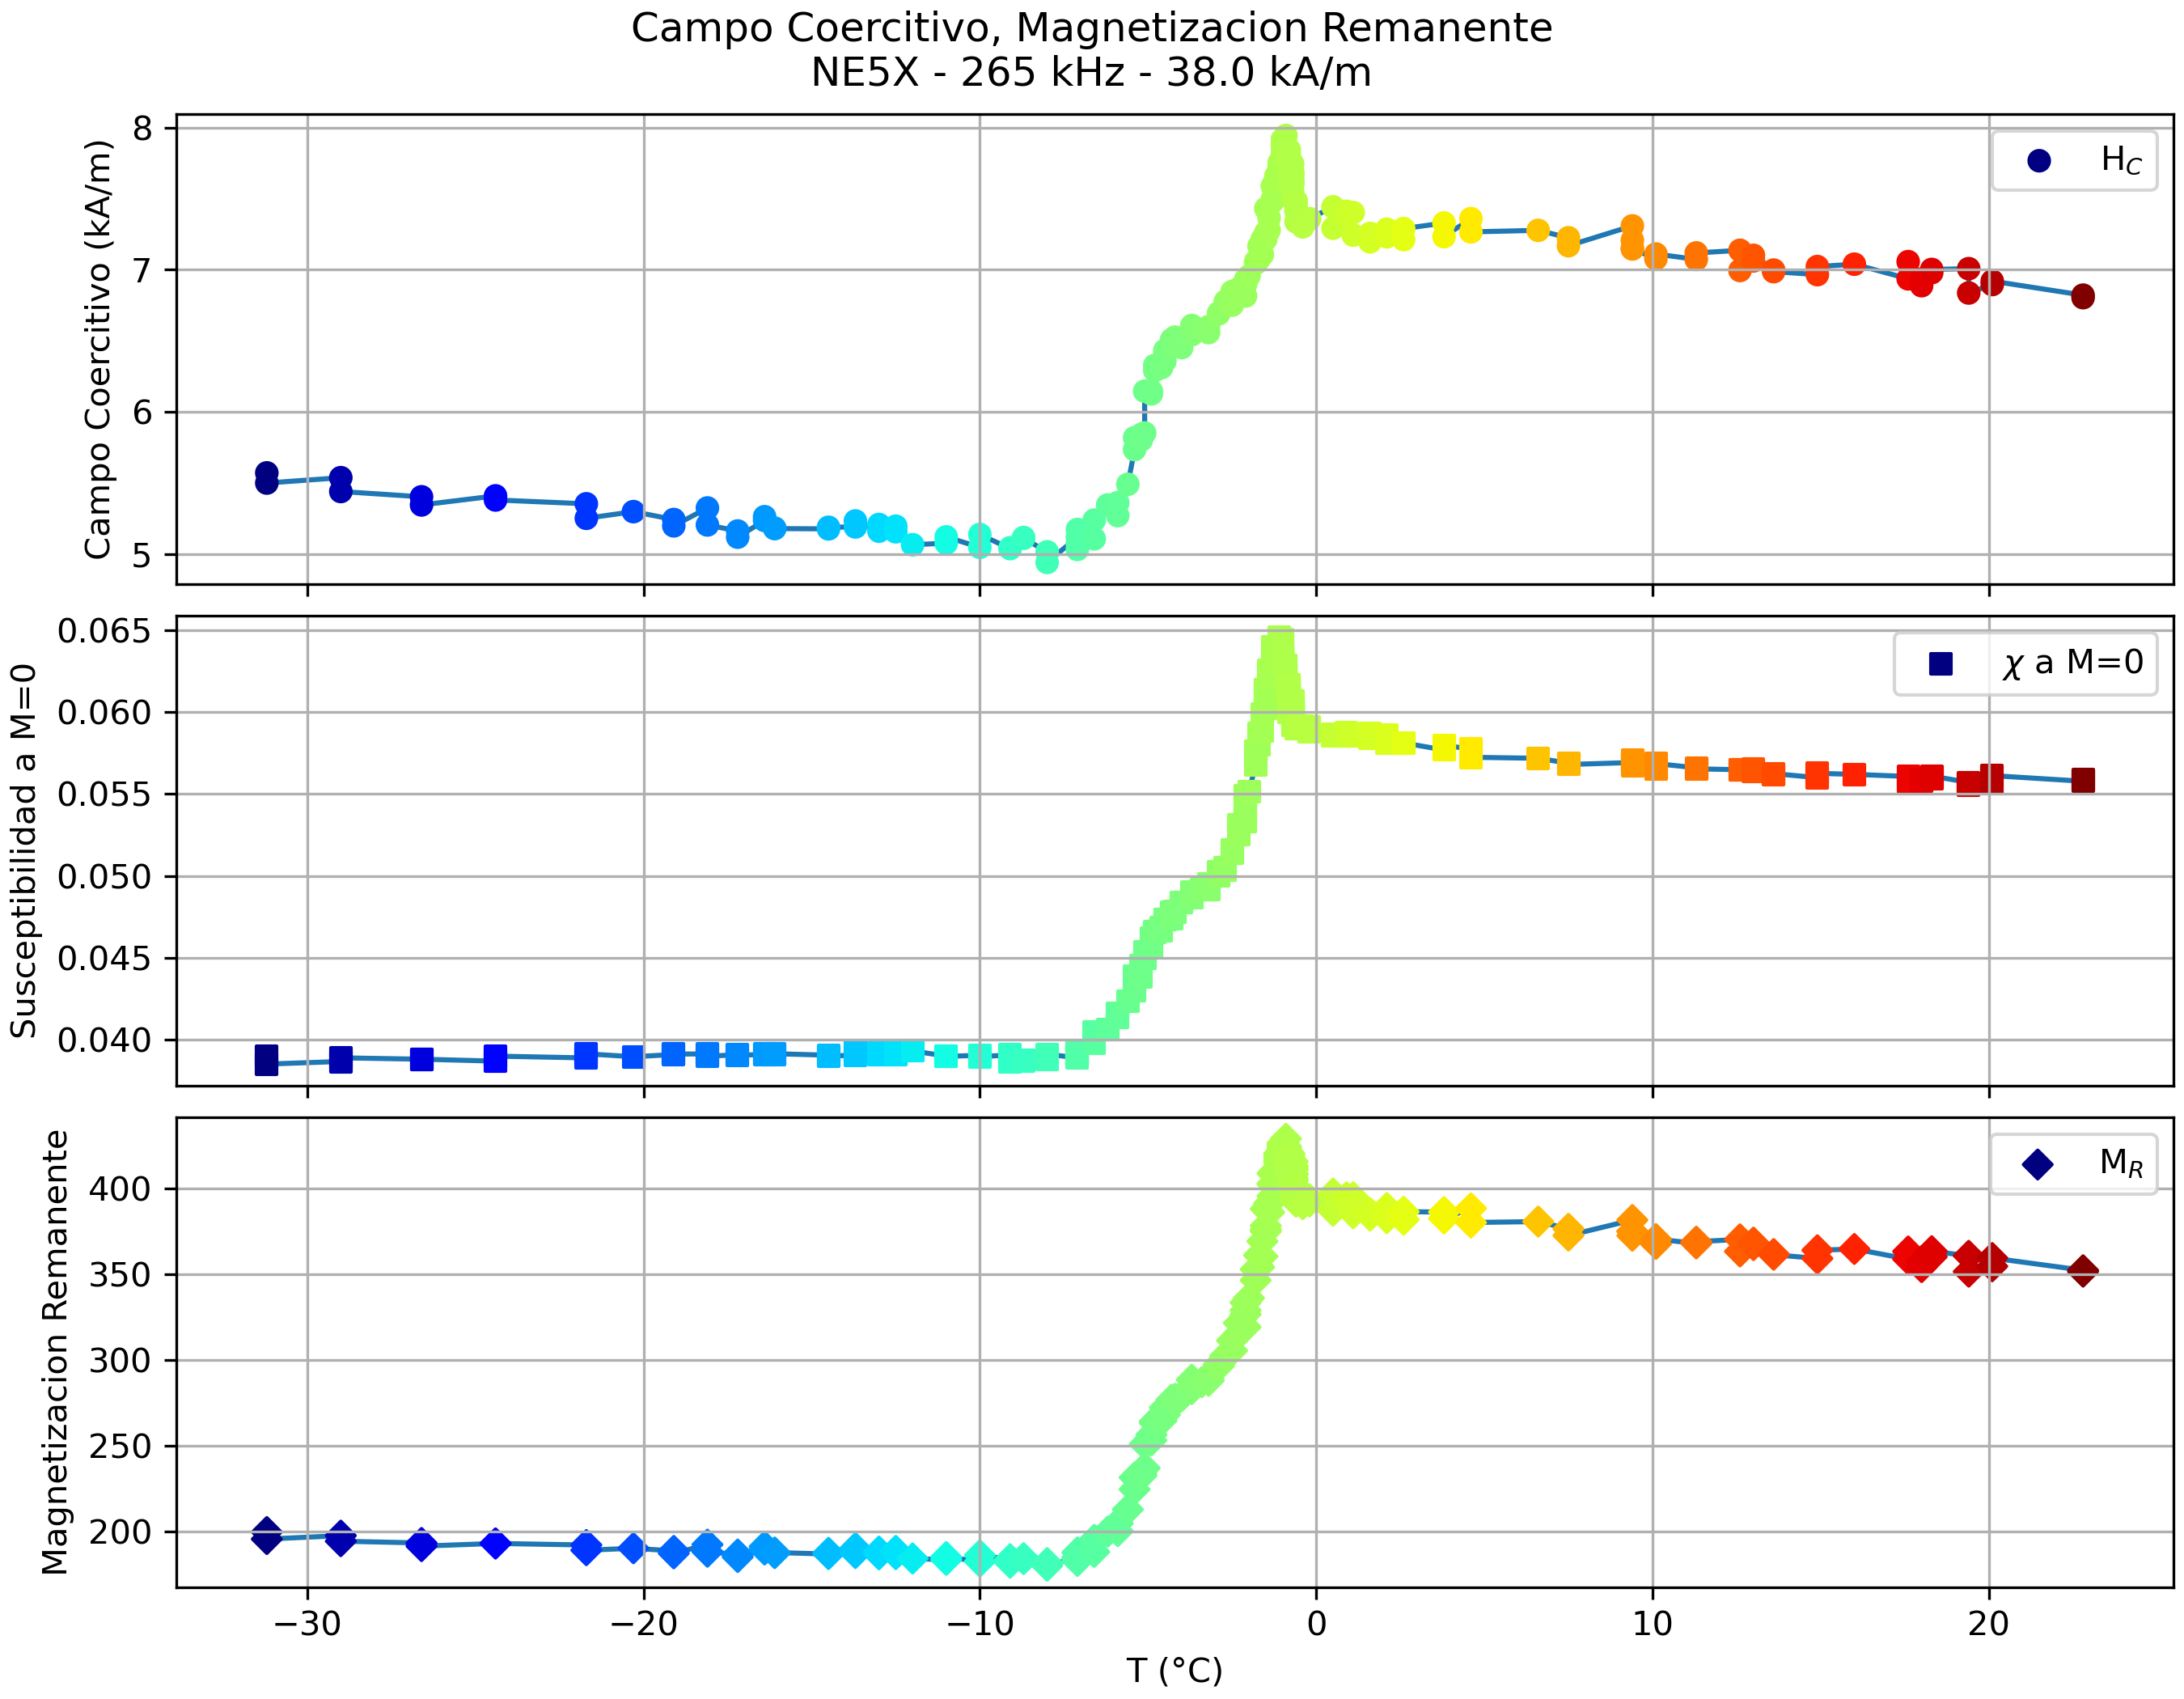 Campo Coercitivo, Magnetizacion Remanente
NE5X - 265 kHz - 38.0 kA/m
Campo Coercitivo (kA/m)
8
7
6
5
H_C
Susceptibilidad a M=0
0.065
0.060
0.055
0.050
0.045
0.040
χ a M=0
Magnetizacion Remanente
400
350
300
250
200
M_R
−30 −20 −10 0 10 20
T (°C)